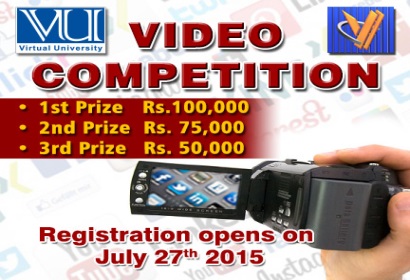 VU
Virtual University
VIDEO
COMPETITION
• 1st Prize Rs.100,000
• 2nd Prize Rs. 75,000
• 3rd Prize Rs. 50,000
Registration opens on
July 27th 2015